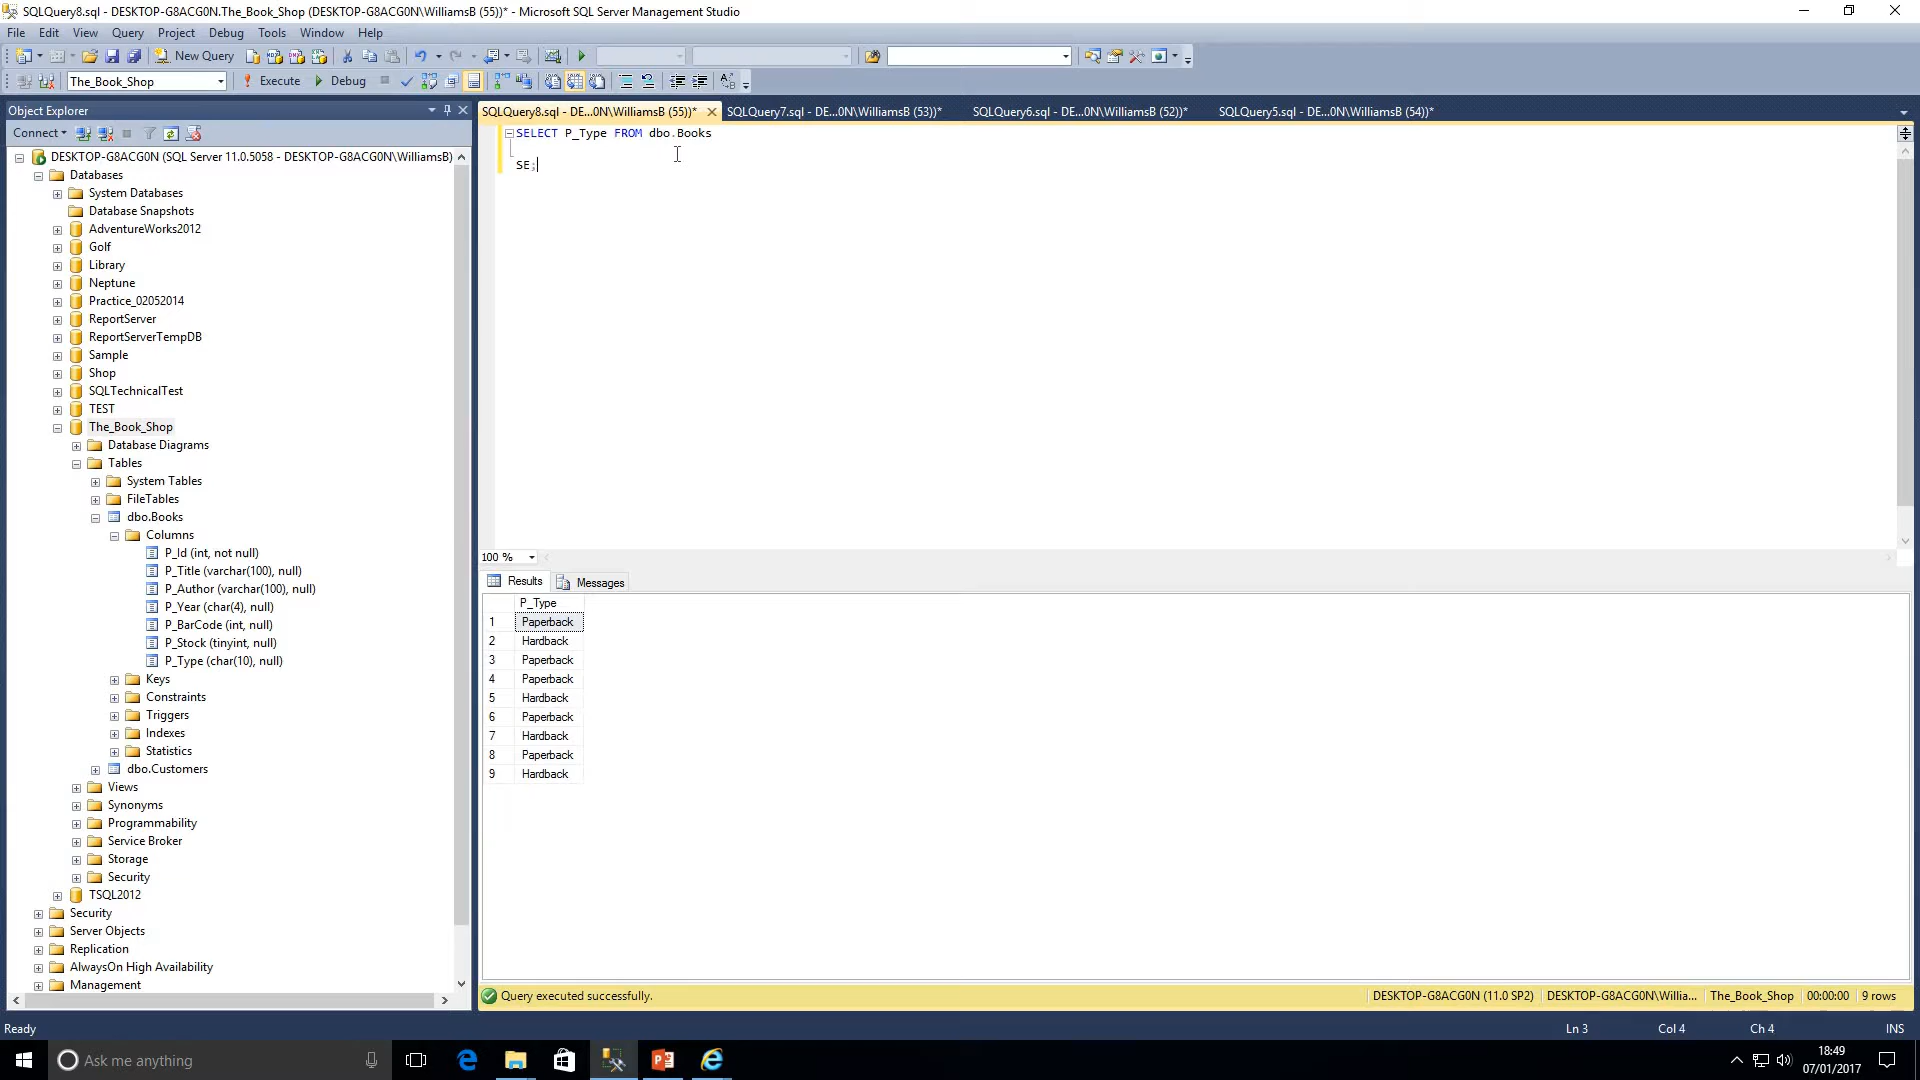 SQLQuery8.sql - DESKTOP-G8ACG0N.The_Book_Shop (DESKTOP-G8ACG0N\WilliamsB (55))* - Microsoft SQL Server Management Studio
File Edit View Query Project Debug Tools Window Help
New Query
The_Book_Shop Execute Debug
Object Explorer
SQLQuery8.sql - DE...0N\WilliamsB (55))* SQLQuery7.sql - DE...0N\WilliamsB (53))* SQLQuery6.sql - DE...0N\WilliamsB (52))* SQLQuery5.sql - DE...0N\WilliamsB (54))*
Connect
SELECT P_Type FROM dbo.Books
SE;
DESKTOP-G8ACG0N (SQL Server 11.0.5058 - DESKTOP-G8ACG0N\WilliamsB)
Databases
System Databases
Database Snapshots
AdventureWorks2012
Golf
Library
Neptune
Practice_02052014
ReportServer
ReportServerTempDB
Sample
Shop
SQLTechnicalTest
TEST
The_Book_Shop
Database Diagrams
Tables
System Tables
FileTables
dbo.Books
Columns
P_Id (int, not null)
P_Title (varchar(100), null)
P_Author (varchar(100), null)
P_Year (char(4), null)
P_BarCode (int, null)
P_Stock (tinyint, null)
P_Type (char(10), null)
Keys
Constraints
Triggers
Indexes
Statistics
dbo.Customers
Views
Synonyms
Programmability
Service Broker
Storage
Security
TSQL2012
Security
Server Objects
Replication
AlwaysOn High Availability
Management
100 %
Results Messages
P_Type
1 Paperback
2 Hardback
3 Paperback
4 Paperback
5 Hardback
6 Paperback
7 Hardback
8 Paperback
9 Hardback
Query executed successfully. DESKTOP-G8ACG0N (11.0 SP2) DESKTOP-G8ACG0N\Willia... The_Book_Shop 00:00:00 9 rows
Ready Ln 3 Col 4 Ch 4 INS
Ask me anything
18:49
07/01/2017